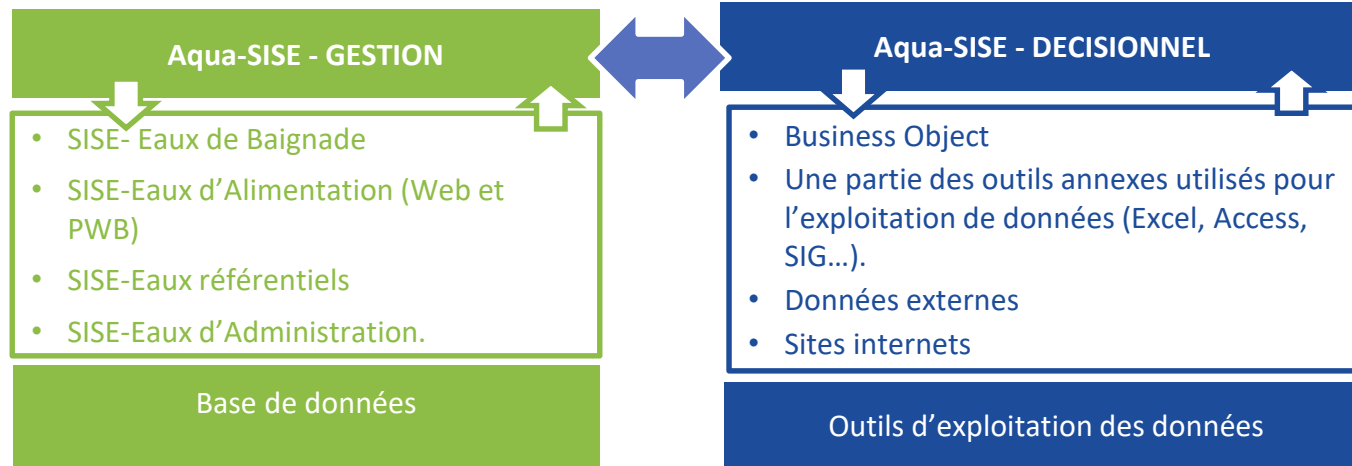 Aqua-SISE - GESTION
• SISE- Eaux de Baignade
• SISE-Eaux d’Alimentation (Web et
PWB)
• SISE-Eaux référentiels
• SISE-Eaux d’Administration.
Base de données
Aqua-SISE - DECISIONNEL
• Business Object
• Une partie des outils annexes utilisés pour
l’exploitation de données (Excel, Access,
SIG…).
• Données externes
• Sites internets
Outils d’exploitation des données